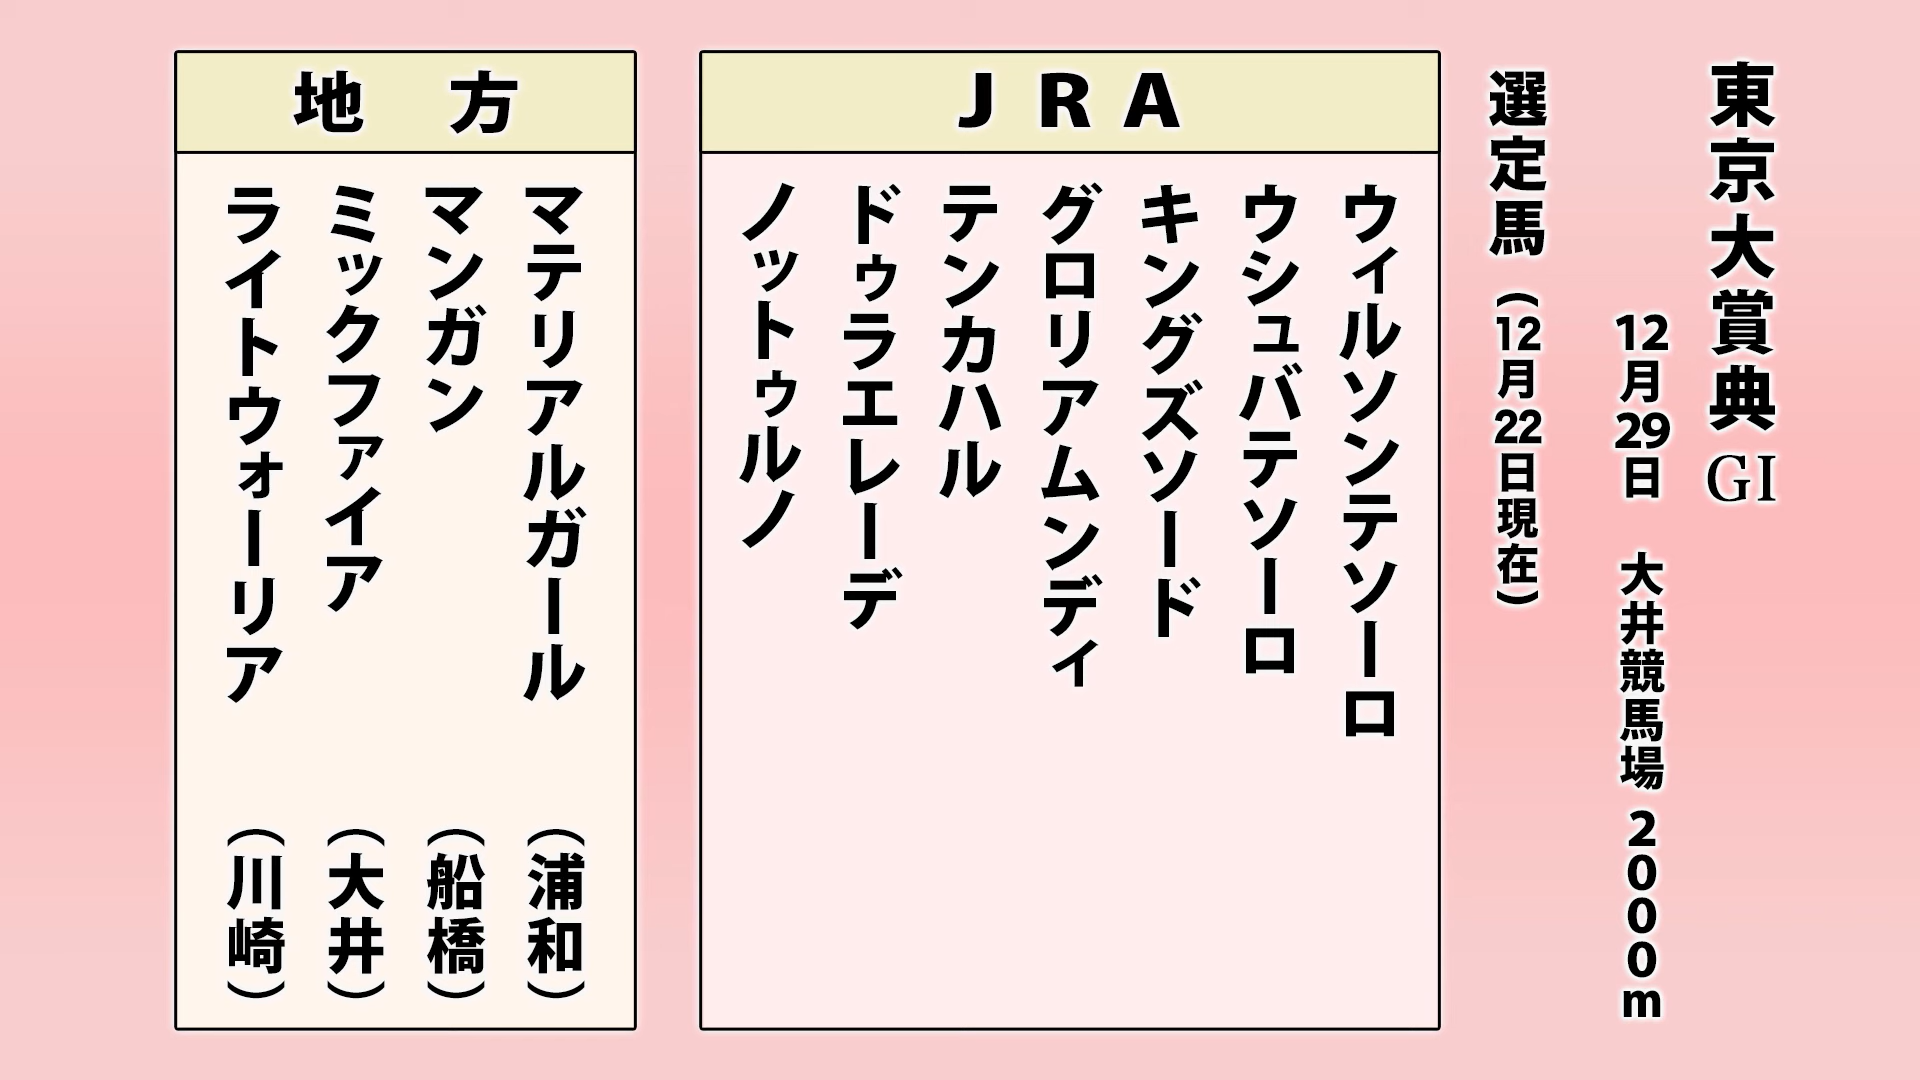 東京大賞典 GI
12月29日 大井競馬場 2000m
選定馬 (12月22日現在)
JRA
ウィルソンテソーロ
ウシュバテソーロ
キングズソード
グロリアムンディ
テンカハル
ドゥラエレーデ
ノットゥルノ
地方
マテリアルガール (浦和)
マンガン (船橋)
ミックファイア (大井)
ライトウォーリア (川崎)